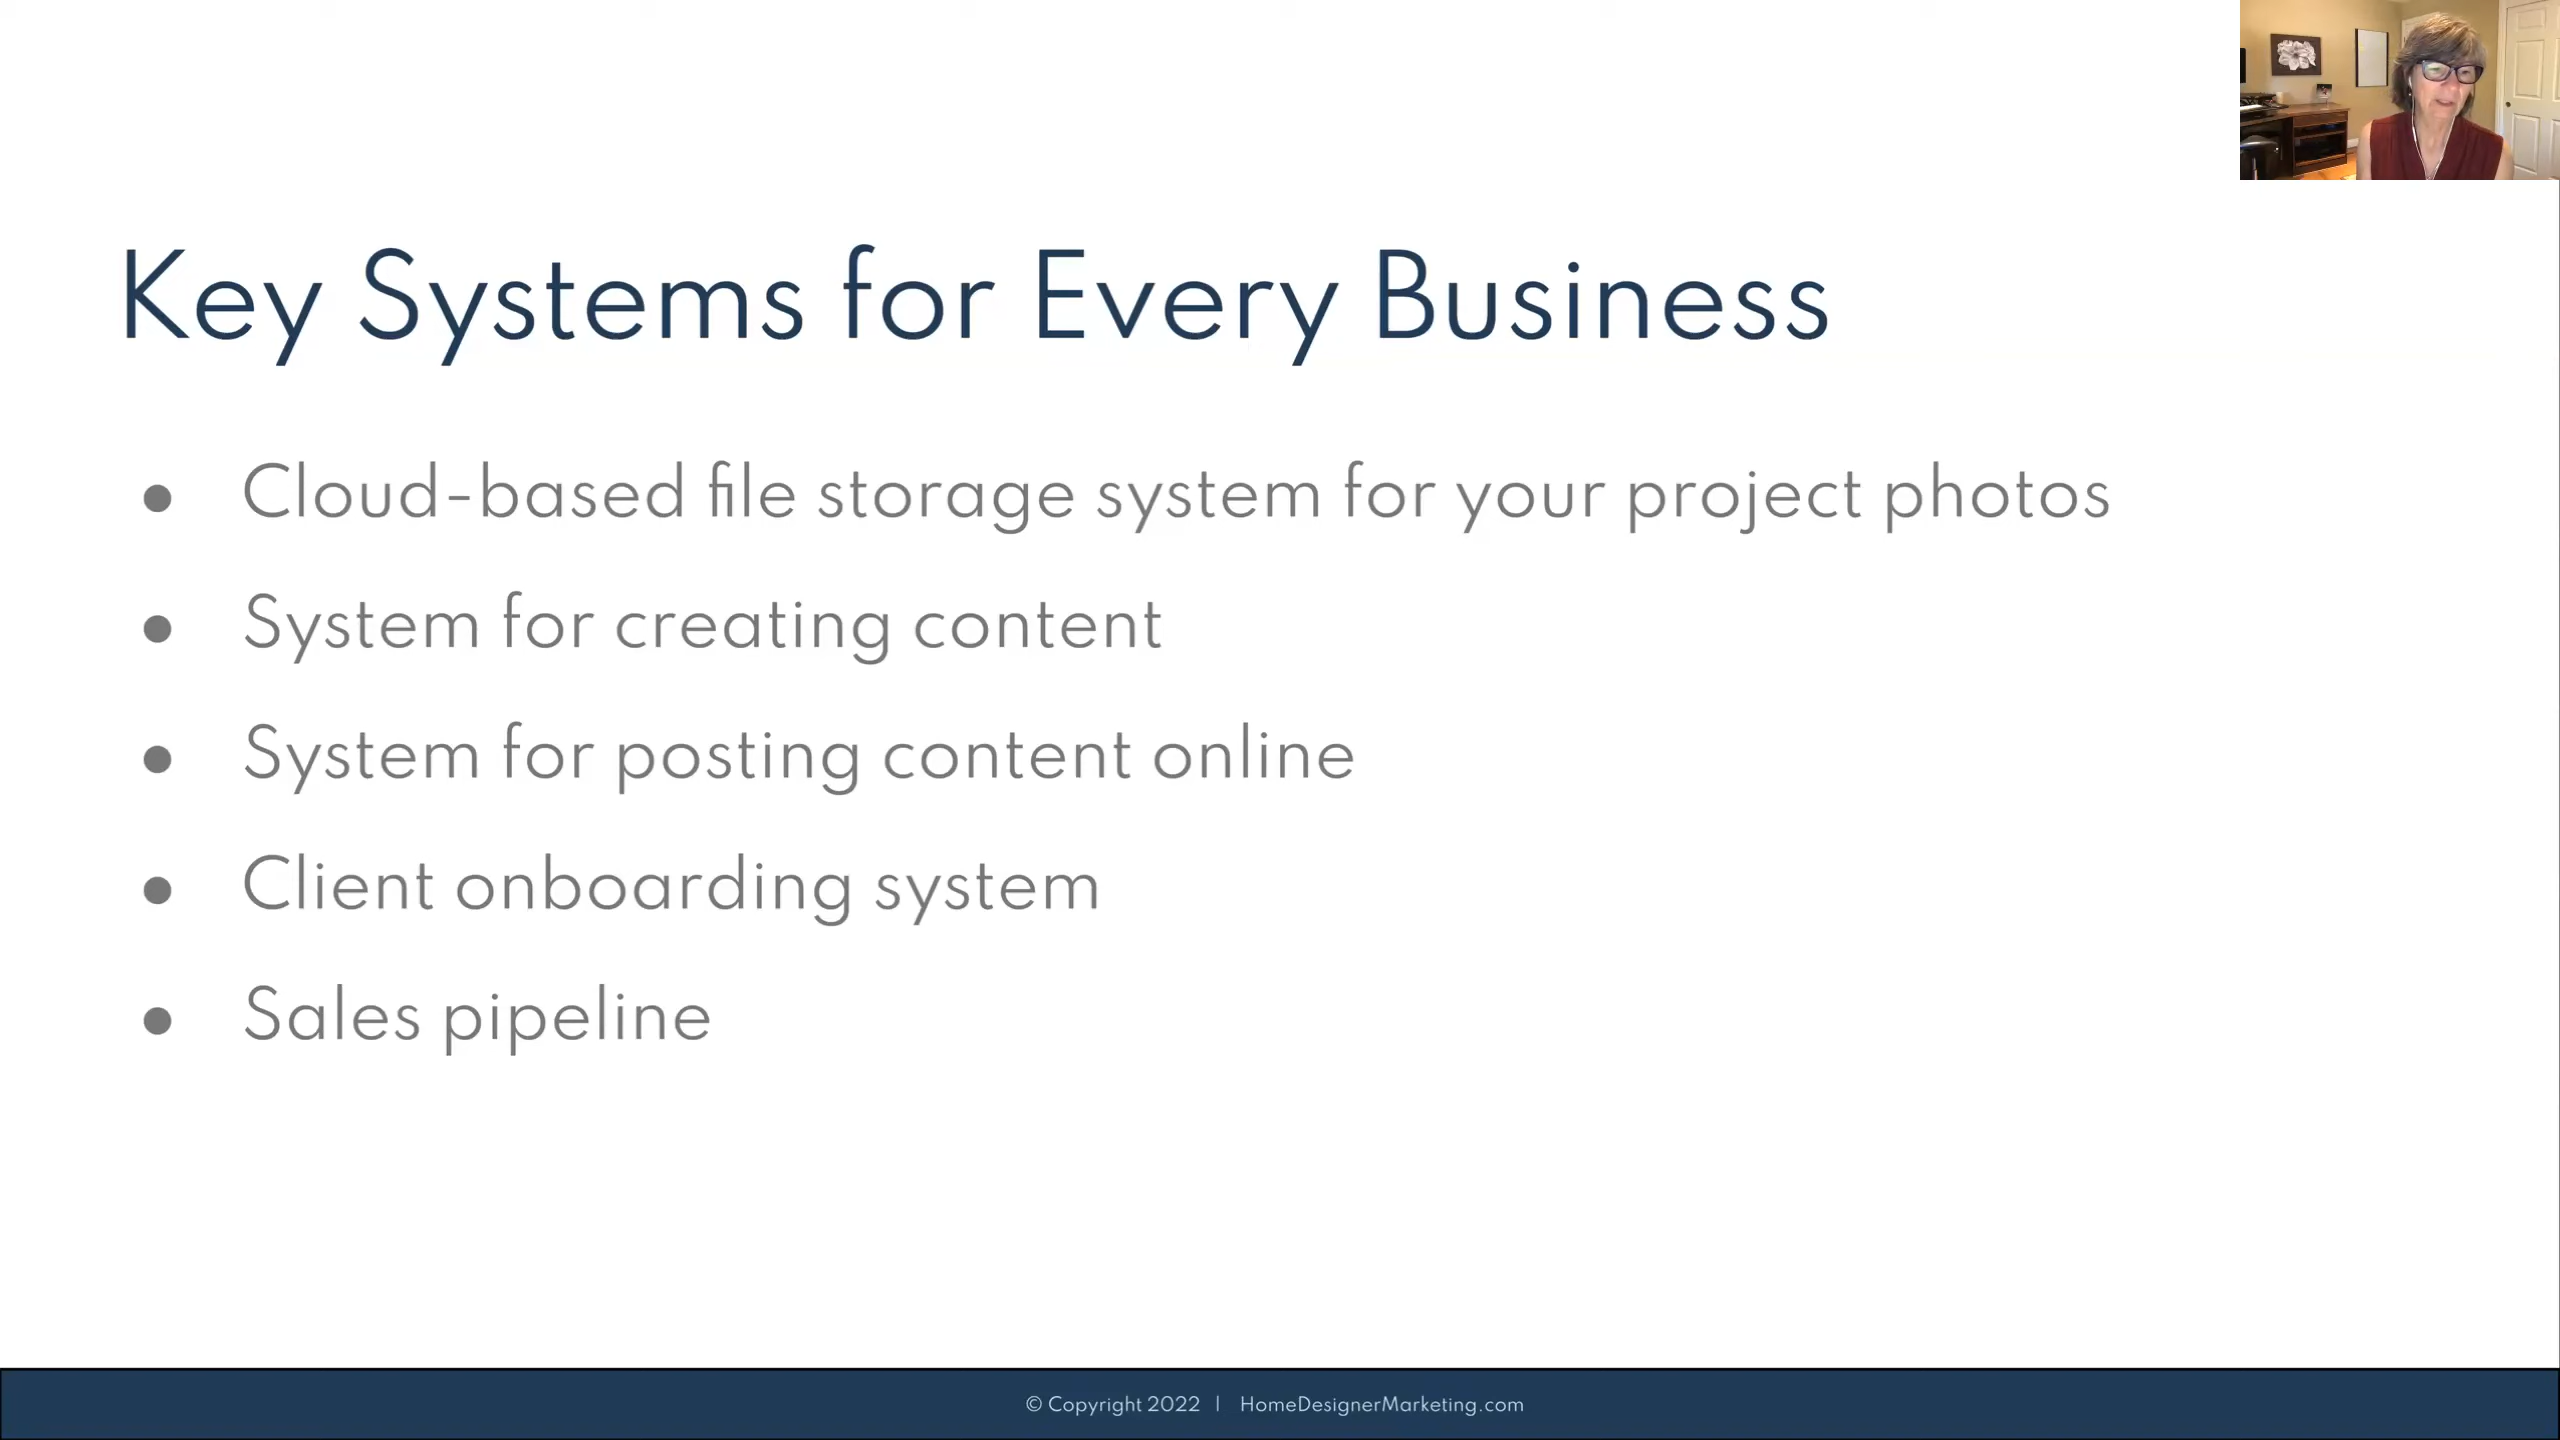 Key Systems for Every Business
● Cloud-based file storage system for your project photos
● System for creating content
● System for posting content online
● Client onboarding system
● Sales pipeline
© Copyright 2022 | HomeDesignerMarketing.com